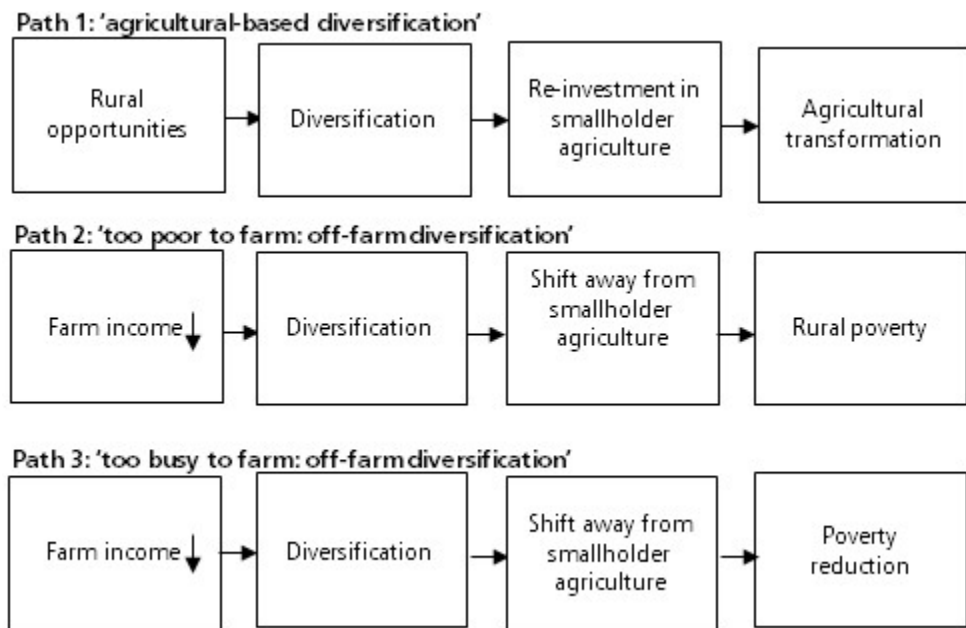 Path 1: ‘agricultural-based diversification’
Rural
opportunities
Diversification
Re-investment in
smallholder
agriculture
Agricultural
transformation
Path 2: ‘too poor to farm: off-farm diversification’
Farm income
Diversification
Shift away from
smallholder
agriculture
Rural poverty
Path 3: ‘too busy to farm: off-farm diversification’
Farm income
Diversification
Shift away from
smallholder
agriculture
Poverty
reduction